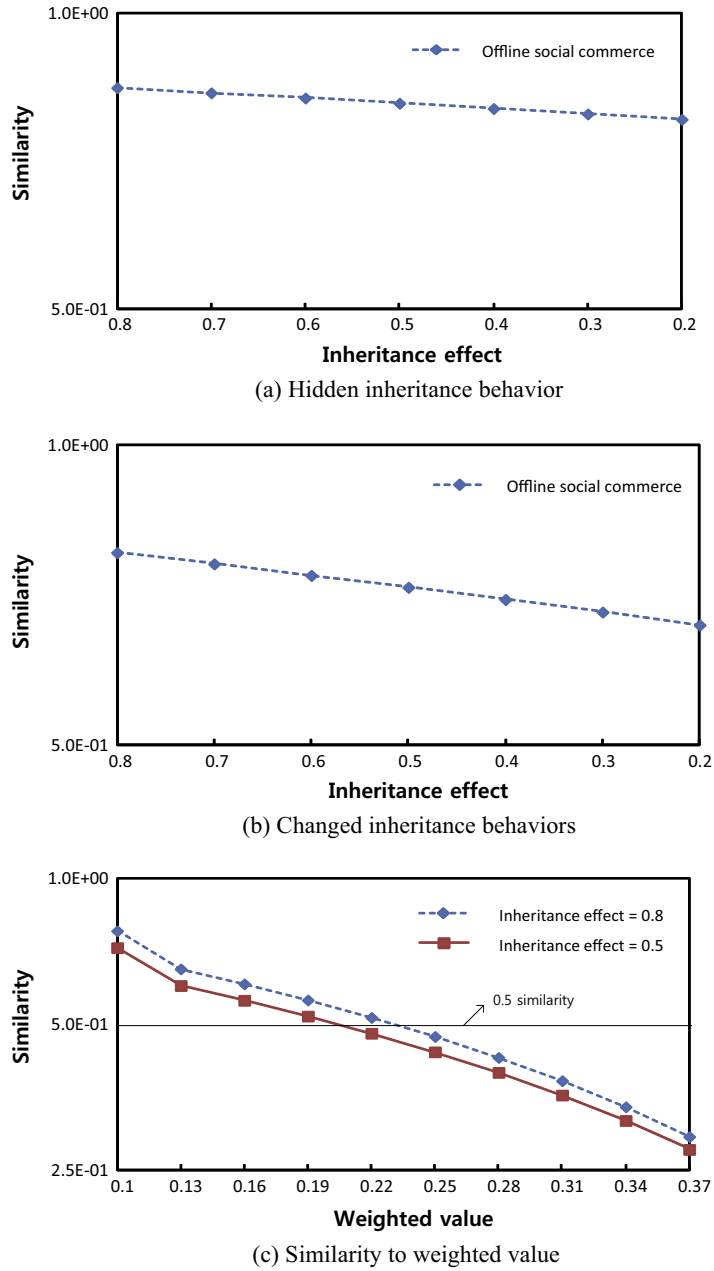 1.0E+00
Offline social commerce
Similarity
5.0E-01
0.8 0.7 0.6 0.5 0.4 0.3 0.2
Inheritance effect
(a) Hidden inheritance behavior
1.0E+00
Offline social commerce
Similarity
5.0E-01
0.8 0.7 0.6 0.5 0.4 0.3 0.2
Inheritance effect
(b) Changed inheritance behaviors
1.0E+00
Inheritance effect = 0.8
Inheritance effect = 0.5
Similarity
0.5 similarity
5.0E-01
2.5E-01
0.1 0.13 0.16 0.19 0.22 0.25 0.28 0.31 0.34 0.37
Weighted value
(c) Similarity to weighted value